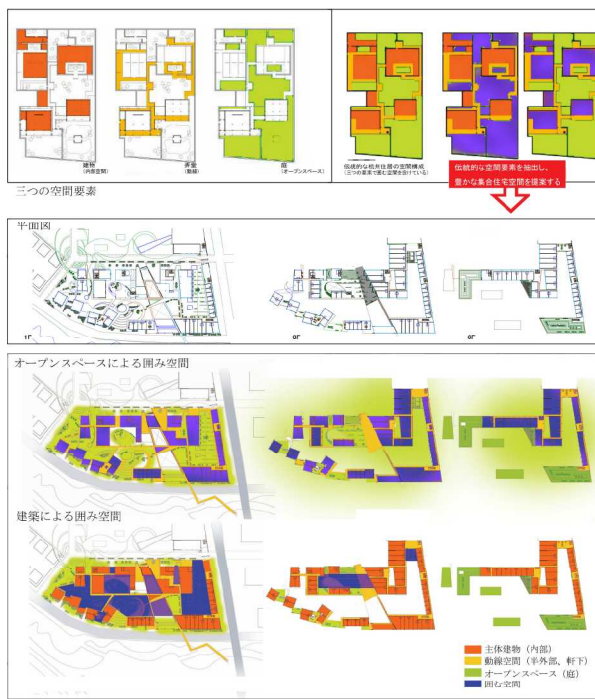 建物
(内部空間)
弄堂
(動線)
庭
(オープンスペース)
三つの空間要素
伝統的な杭州住居の空間構成
(三つの要素で囲む空間を設けている)
伝統的な空間要素を抽出し、
豊かな集合住宅空間を提案する
平面図
1F
オープンスペースによる囲み空間
建築による囲み空間
主体建物（内部）
動線空間（半外部、軒下）
オープンスペース（庭）
囲む空間